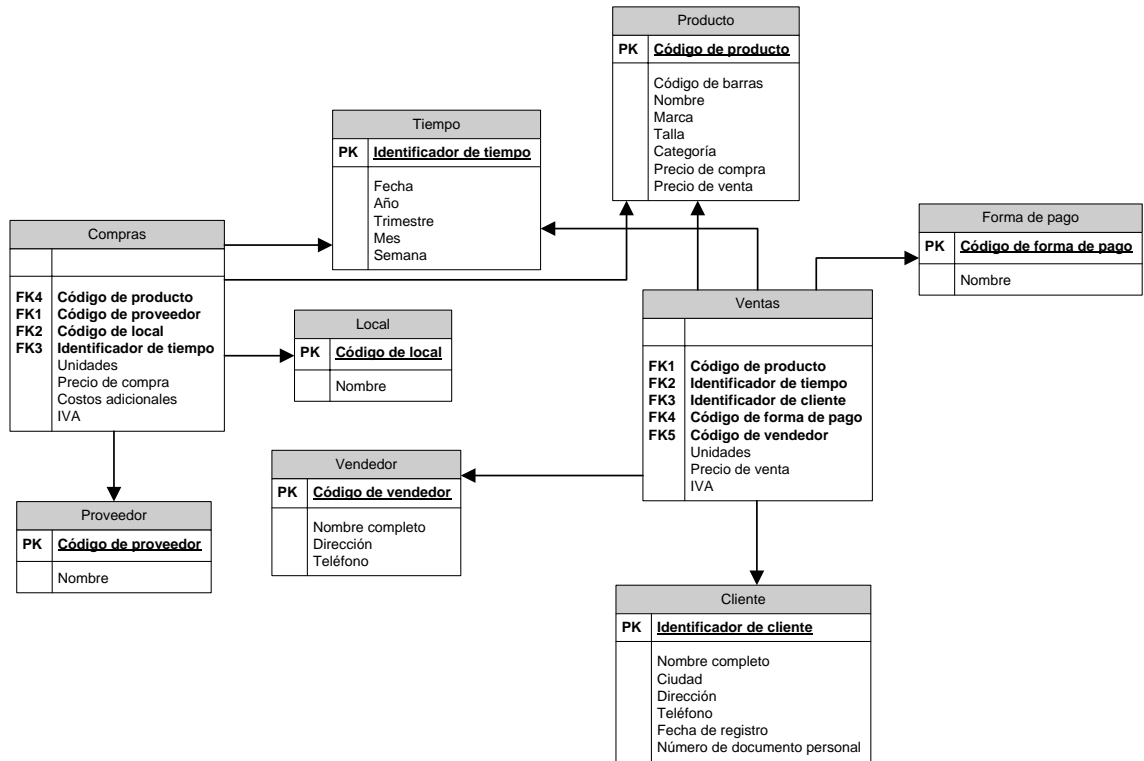 Producto
PK Código de producto
Código de barras
Nombre
Marca
Talla
Categoría
Precio de compra
Precio de venta
Tiempo
PK Identificador de tiempo
Fecha
Año
Trimestre
Mes
Semana
Forma de pago
PK Código de forma de pago
Nombre
Compras
FK4 Código de producto
FK1 Código de proveedor
FK2 Código de local
FK3 Identificador de tiempo
Unidades
Precio de compra
Costos adicionales
IVA
Local
PK Código de local
Nombre
Ventas
FK1 Código de producto
FK2 Identificador de tiempo
FK3 Identificador de cliente
FK4 Código de forma de pago
FK5 Código de vendedor
Unidades
Precio de venta
IVA
Vendedor
PK Código de vendedor
Nombre completo
Dirección
Teléfono
Proveedor
PK Código de proveedor
Nombre
Cliente
PK Identificador de cliente
Nombre completo
Ciudad
Dirección
Teléfono
Fecha de registro
Número de documento personal